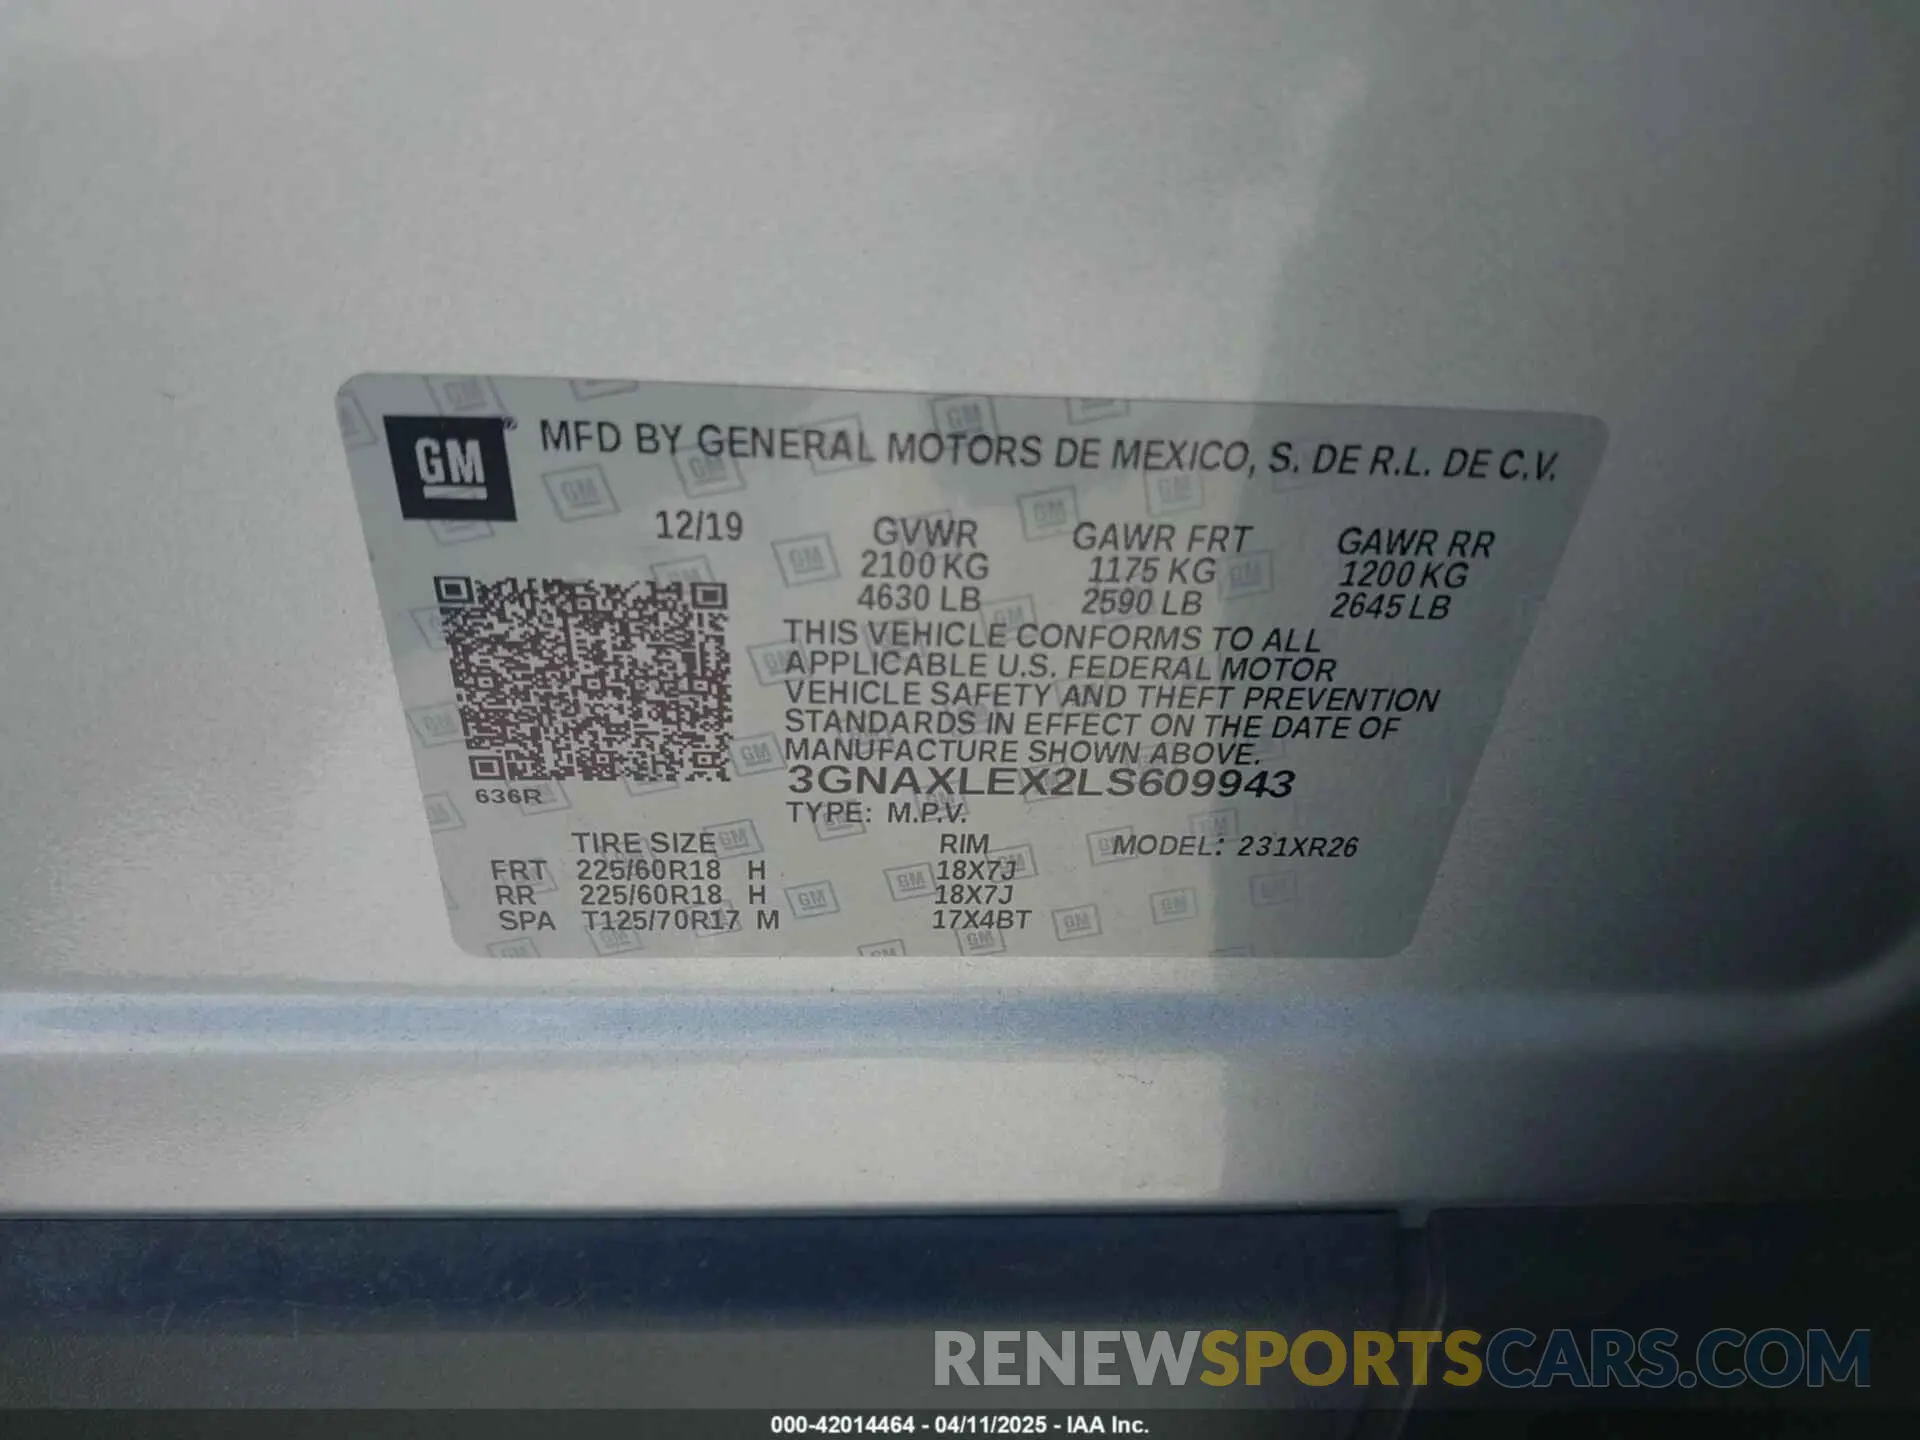 GM ® MFD BY GENERAL MOTORS DE MEXICO, S. DE R.L. DE C.V.
12/19 GVWR GAWR FRT GAWR RR
2100 KG 1175 KG 1200 KG
4630 LB 2590 LB 2645 LB
THIS VEHICLE CONFORMS TO ALL
APPLICABLE U.S. FEDERAL MOTOR
VEHICLE SAFETY AND THEFT PREVENTION
STANDARDS IN EFFECT ON THE DATE OF
MANUFACTURE SHOWN ABOVE.
3GNAXLEX2LS609943
636R
TYPE: M.P.V.
TIRE SIZE RIM MODEL: 231XR26
FRT 225/60R18 H 18X7J
RR 225/60R18 H 18X7J
SPA T125/70R17 M 17X4BT
RENEWSPORTSCARS.COM
000-42014464 - 04/11/2025 - IAA Inc.